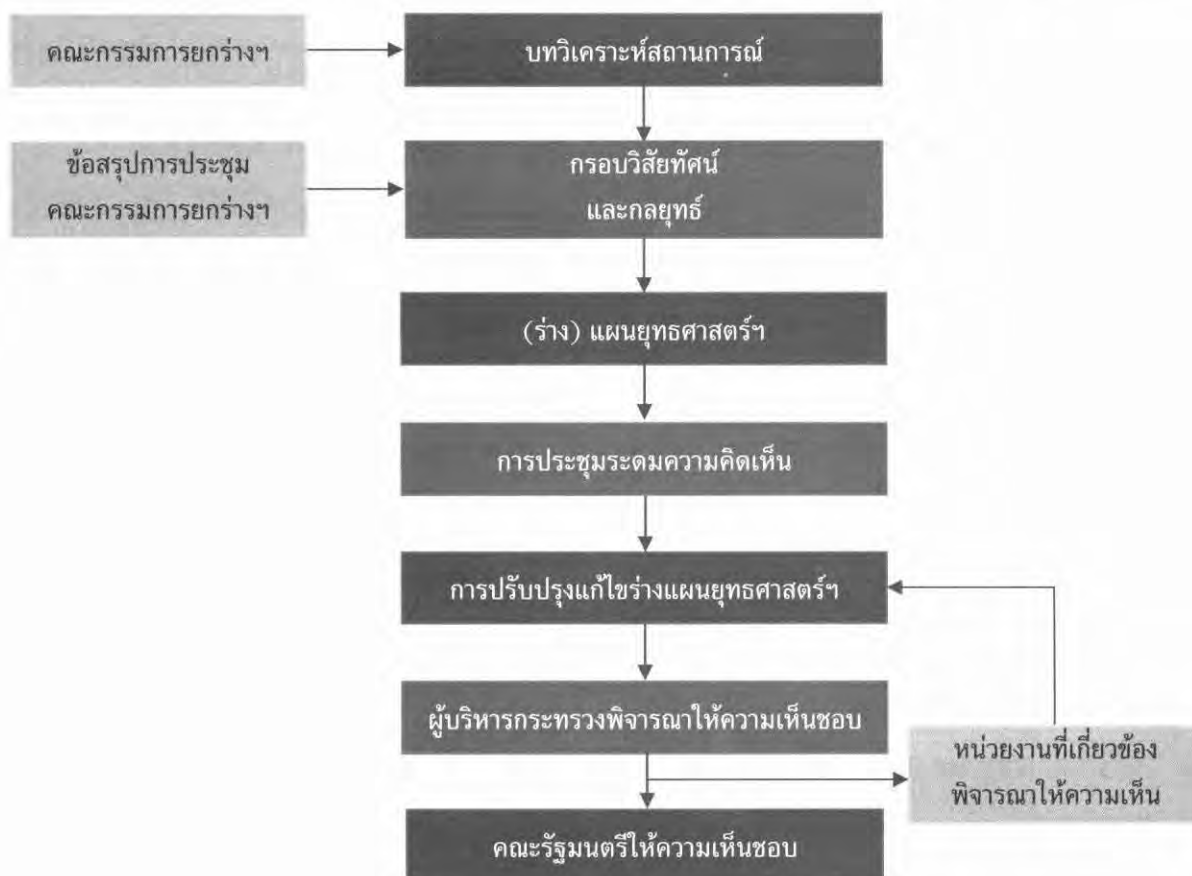 คณะกรรมการยกร่างฯ
บทวิเคราะห์สถานการณ์
ข้อสรุปการประชุม
คณะกรรมการยกร่างฯ
กรอบวิสัยทัศน์
และกลยุทธ์
(ร่าง) แผนยุทธศาสตร์ฯ
การประชุมระดมความคิดเห็น
การปรับปรุงแก้ไขร่างแผนยุทธศาสตร์ฯ
ผู้บริหารกระทรวงพิจารณาให้ความเห็นชอบ
หน่วยงานที่เกี่ยวข้อง
พิจารณาให้ความเห็น
คณะรัฐมนตรีให้ความเห็นชอบ